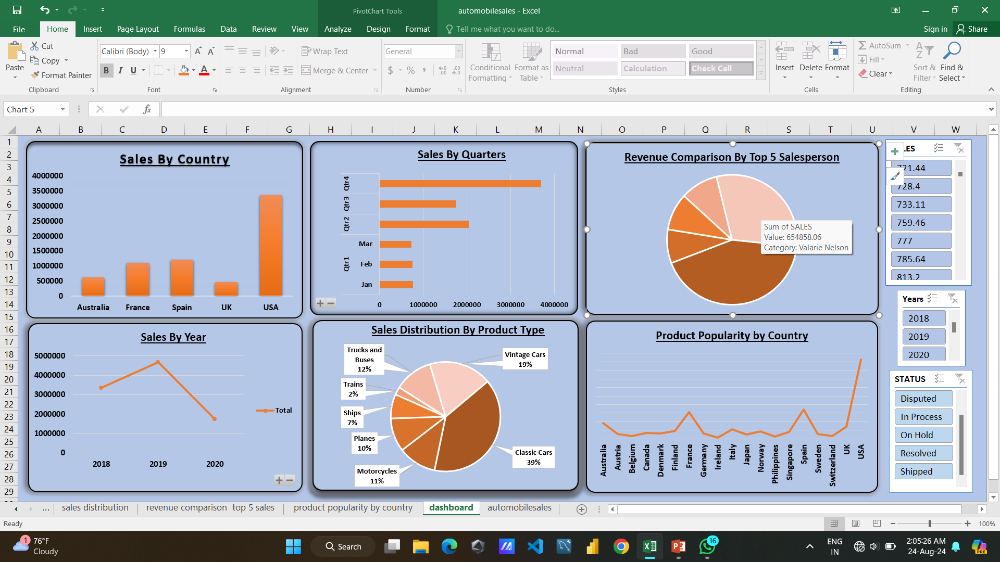 PivotChart Tools
automobilesales - Excel
File
Home
Insert
Page Layout
Formulas
Data
Review
View
Analyze
Design
Format
Tell me what you want to do...
Sign in
Share
Paste
Cut
Copy
Format Painter
Clipboard
Calibri (Body)
9
B I U
A
Font
Wrap Text
Merge & Center
Alignment
General
$ % ,
Number
Conditional
Formatting
Format as
Table
Normal
Bad
Good
Neutral
Calculation
Check Cell
Styles
Insert
Delete
Format
Cells
AutoSum
Fill
Clear
Sort &
Filter
Find &
Select
Editing
Chart 5
fx
A B C D E F G H I J K L M N O P Q R S T U V W
1
2
3
4
5
6
7
8
9
10
11
12
13
14
15
16
17
18
19
20
21
22
23
24
25
26
27
28
29
Sales By Country
4000000
3500000
3000000
2500000
2000000
1500000
1000000
500000
0
Australia France Spain UK USA
Sales By Quarters
Qtr4
Qtr3
Qtr2
Qtr1
Mar
Feb
Jan
0 1000000 2000000 3000000 4000000
Revenue Comparison By Top 5 Salesperson
Sum of SALES
Value: 654858.06
Category: Valarie Nelson
LES
721.44
728.4
733.11
759.46
777
785.64
813.2
Years
2018
2019
2020
STATUS
Disputed
In Process
On Hold
Resolved
Shipped
Sales By Year
5000000
4000000
3000000
2000000
1000000
0
2018 2019 2020
Total
Sales Distribution By Product Type
Trucks and
Buses
12%
Vintage Cars
19%
Trains
2%
Ships
7%
Planes
10%
Motorcycles
11%
Classic Cars
39%
Product Popularity by Country
Australia
Austria
Belgium
Canada
Denmark
Finland
France
Germany
Ireland
Italy
Japan
Norway
Philippines
Singapore
Spain
Sweden
Switzerland
UK
USA
...
sales distribution
revenue comparison top 5 sales
product popularity by country
dashboard
automobilesales
Ready
100%
1
76°F
Cloudy
Search
16
ENG
IN
2:05:26 AM
24-Aug-24
PRE